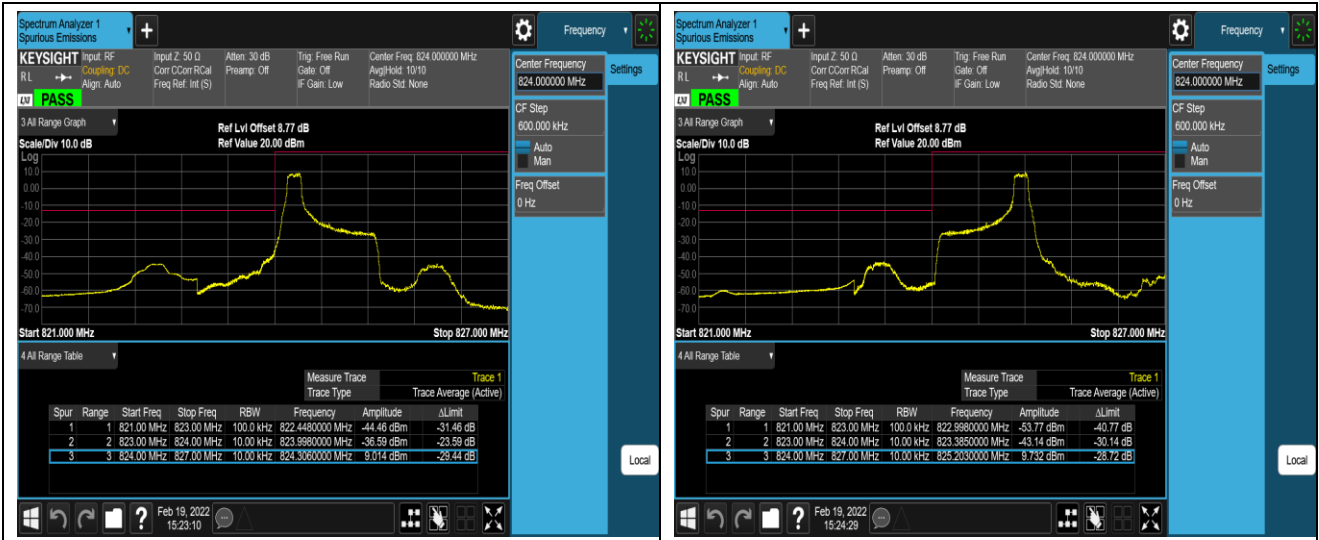 Spectrum Analyzer 1
Spurious Emissions
+
Frequency
KEYSIGHT
RL
LXI
PASS
Input: RF
Coupling: DC
Align: Auto
Input Z: 50 Ω
Corr CCorr RCal
Freq Ref: Int (S)
Atten: 30 dB
Preamp: Off
Trig: Free Run
Gate: Off
IF Gain: Low
Center Freq: 824.000000 MHz
Avg|Hold: 10/10
Radio Std: None
Center Frequency
824.000000 MHz
Settings
CF Step
600.000 kHz
Auto
Man
Freq Offset
0 Hz
3 All Range Graph
Scale/Div 10.0 dB
Ref Lvl Offset 8.77 dB
Ref Value 20.00 dBm
Log
10.0
0.00
-10.0
-20.0
-30.0
-40.0
-50.0
-60.0
-70.0
Start 821.000 MHz Stop 827.000 MHz
4 All Range Table
Measure Trace Trace 1
Trace Type Trace Average (Active)
Spur Range Start Freq Stop Freq RBW Frequency Amplitude ΔLimit
1 1 821.00 MHz 823.00 MHz 100.0 kHz 822.4480000 MHz -44.46 dBm -31.46 dB
2 2 823.00 MHz 824.00 MHz 10.00 kHz 823.9980000 MHz -36.59 dBm -23.59 dB
3 3 824.00 MHz 827.00 MHz 10.00 kHz 824.3060000 MHz 9.014 dBm -29.44 dB
Local
?
Feb 19, 2022
15:23:10
Spectrum Analyzer 1
Spurious Emissions
+
Frequency
KEYSIGHT
RL
LXI
PASS
Input: RF
Coupling: DC
Align: Auto
Input Z: 50 Ω
Corr CCorr RCal
Freq Ref: Int (S)
Atten: 30 dB
Preamp: Off
Trig: Free Run
Gate: Off
IF Gain: Low
Center Freq: 824.000000 MHz
Avg|Hold: 10/10
Radio Std: None
Center Frequency
824.000000 MHz
Settings
CF Step
600.000 kHz
Auto
Man
Freq Offset
0 Hz
3 All Range Graph
Scale/Div 10.0 dB
Ref Lvl Offset 8.77 dB
Ref Value 20.00 dBm
Log
10.0
0.00
-10.0
-20.0
-30.0
-40.0
-50.0
-60.0
-70.0
Start 821.000 MHz Stop 827.000 MHz
4 All Range Table
Measure Trace Trace 1
Trace Type Trace Average (Active)
Spur Range Start Freq Stop Freq RBW Frequency Amplitude ΔLimit
1 1 821.00 MHz 823.00 MHz 100.0 kHz 822.9980000 MHz -53.77 dBm -40.77 dB
2 2 823.00 MHz 824.00 MHz 10.00 kHz 823.3850000 MHz -43.14 dBm -30.14 dB
3 3 824.00 MHz 827.00 MHz 10.00 kHz 825.2030000 MHz 9.732 dBm -28.72 dB
Local
?
Feb 19, 2022
15:24:29